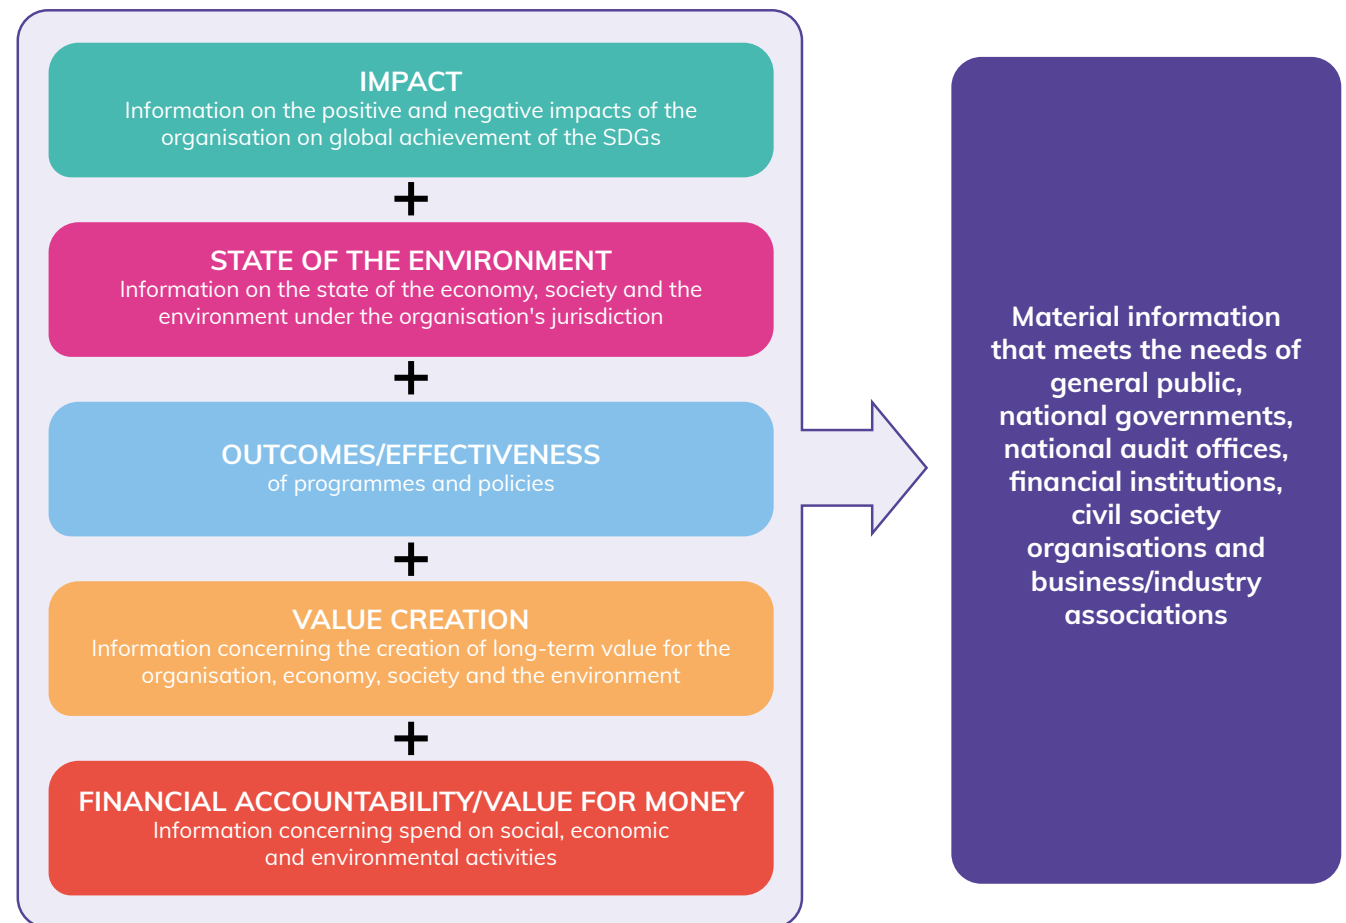 IMPACT
Information on the positive and negative impacts of the
organisation on global achievement of the SDGs
+
STATE OF THE ENVIRONMENT
Information on the state of the economy, society and the
environment under the organisation's jurisdiction
+
OUTCOMES/EFFECTIVENESS
of programmes and policies
+
VALUE CREATION
Information concerning the creation of long-term value for the
organisation, economy, society and the environment
+
FINANCIAL ACCOUNTABILITY/VALUE FOR MONEY
Information concerning spend on social, economic
and environmental activities
Material information
that meets the needs of
general public,
national governments,
national audit offices,
financial institutions,
civil society
organisations and
business/industry
associations